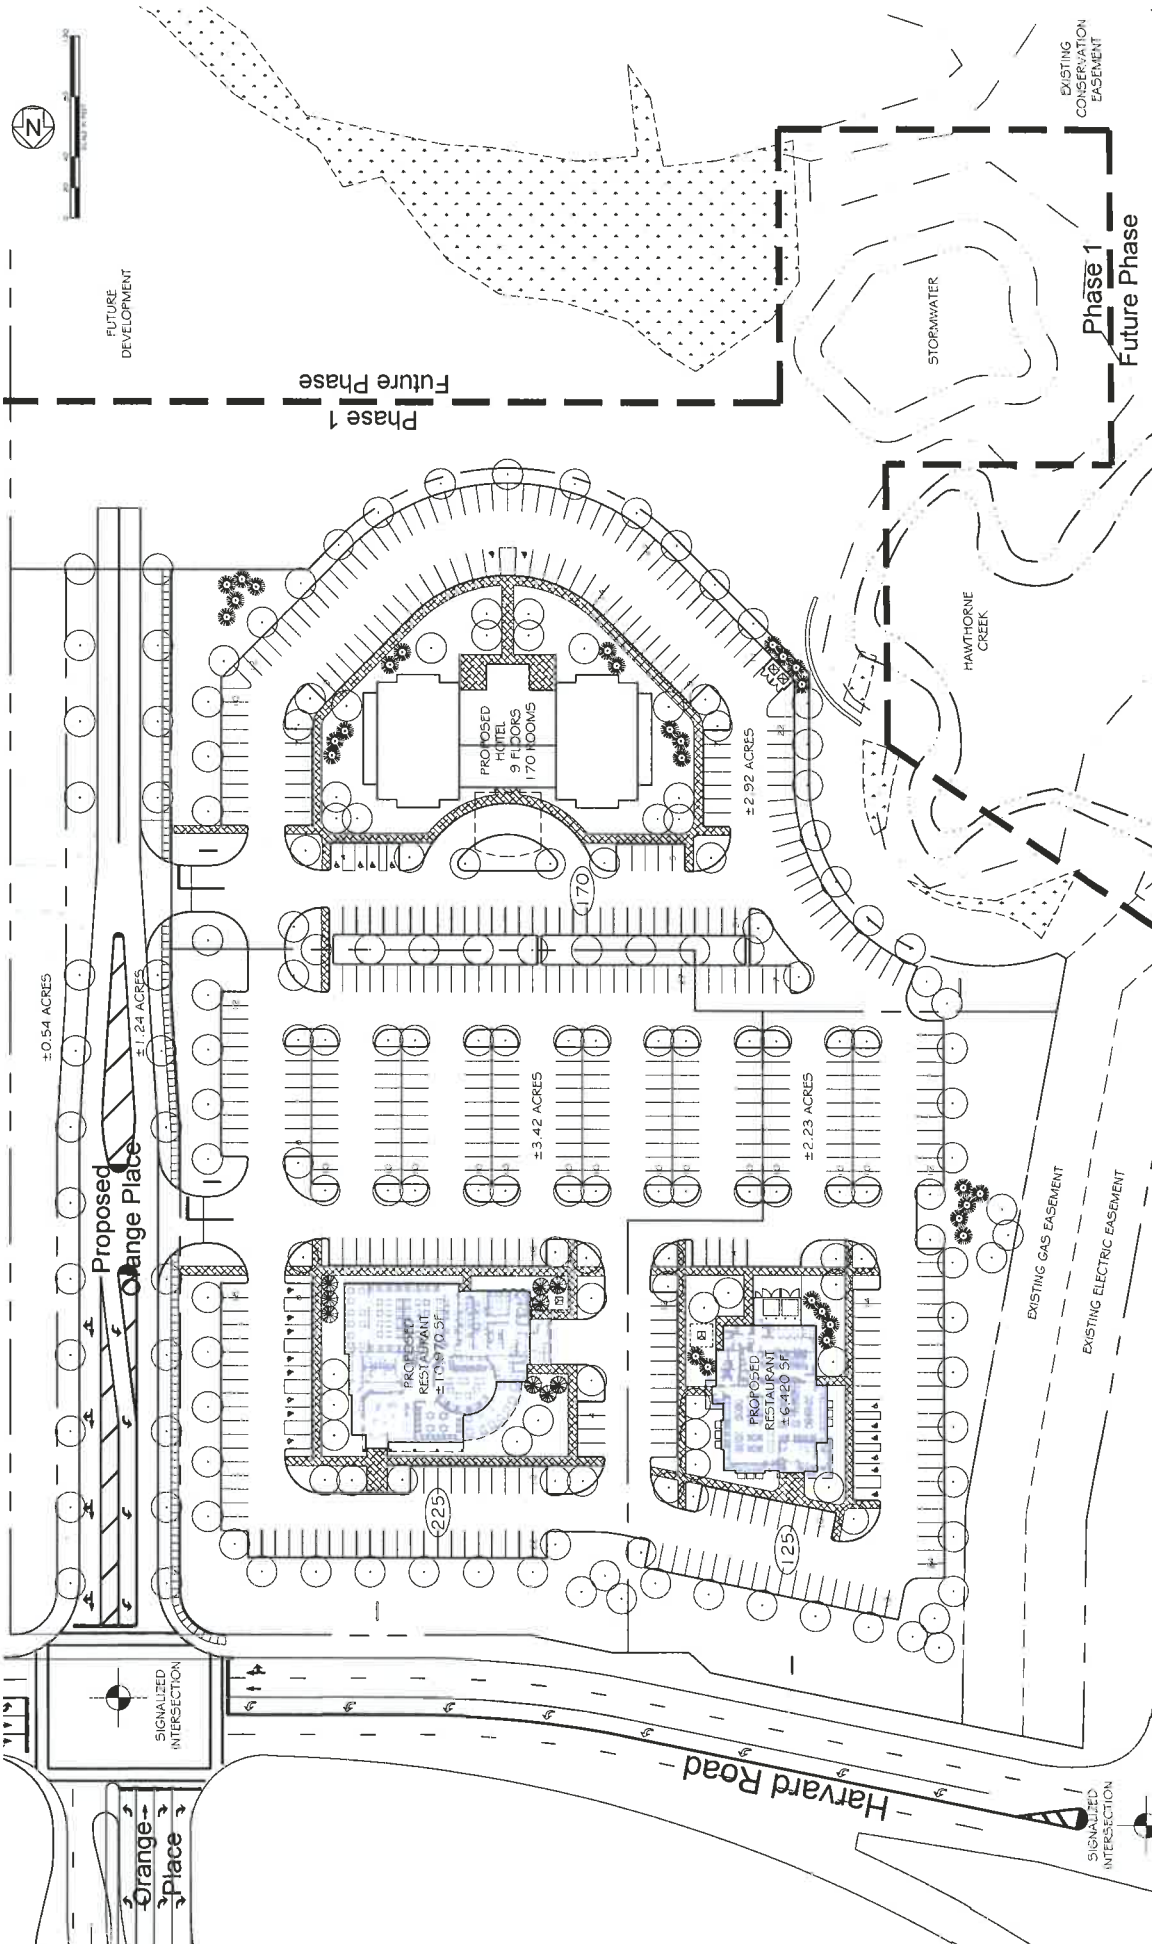 N
SCALE IN FEET
FUTURE
DEVELOPMENT
EXISTING
CONSERVATION
EASEMENT
Future Phase
Phase 1
STORMWATER
Phase 1
Future Phase
HAWTHORNE
CREEK
PROPOSED
HOTEL
9 FLOORS
170 ROOMS
±2.92 ACRES
170
±0.54 ACRES
±1.24 ACRES
±3.42 ACRES
±2.23 ACRES
Proposed
Orange Place
EXISTING GAS EASEMENT
EXISTING ELECTRIC EASEMENT
PROPOSED
RESTAURANT
PROPOSED
RESTAURANT
±6,420 SF
225
125
SIGNALIZED
INTERSECTION
Harvard Road
Orange
Place
SIGNALIZED
INTERSECTION